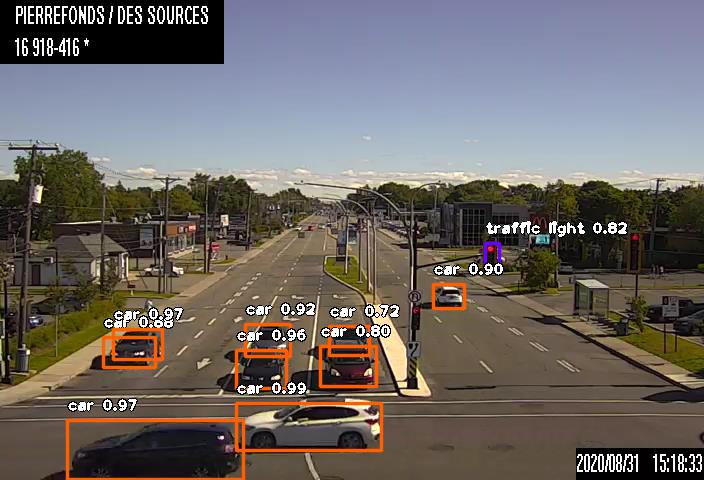 PIERREFONDS / DES SOURCES
16 918-416 *
traffic light 0.82
car 0.90
car 0.97
car 0.68
car 0.92
car 0.72
car 0.96
car 0.80
car 0.99
car 0.97
2020/08/31 15:18:33